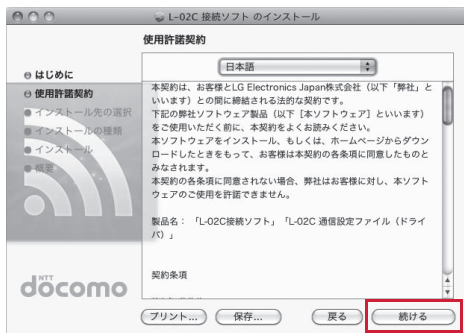 L-02C 接続ソフト のインストール
使用許諾契約
日本語
はじめに
使用許諾契約
インストール先の選択
インストールの種類
インストール
概要
本契約は、お客様とLG Electronics Japan株式会社（以下「弊社」と
いいます）との間に締結される法的な契約です。
下記の弊社ソフトウェア製品（以下［本ソフトウェア］といいます）
をご使用いただく前に、本契約をよくお読みください。
本ソフトウェアをインストール、もしくは、ホームページからダウン
ロードしたときをもって、お客様は本契約の各条項に同意したものと
みなされます。
本契約の各条項に同意されない場合、弊社はお客様に対し、本ソフト
ウェアのご使用を許諾できません。
製品名： 「L-02C接続ソフト」「L-02C 通信設定ファイル（ドライ
バ）」
契約条項
NTT
döcomo
プリント...
保存...
戻る
続ける